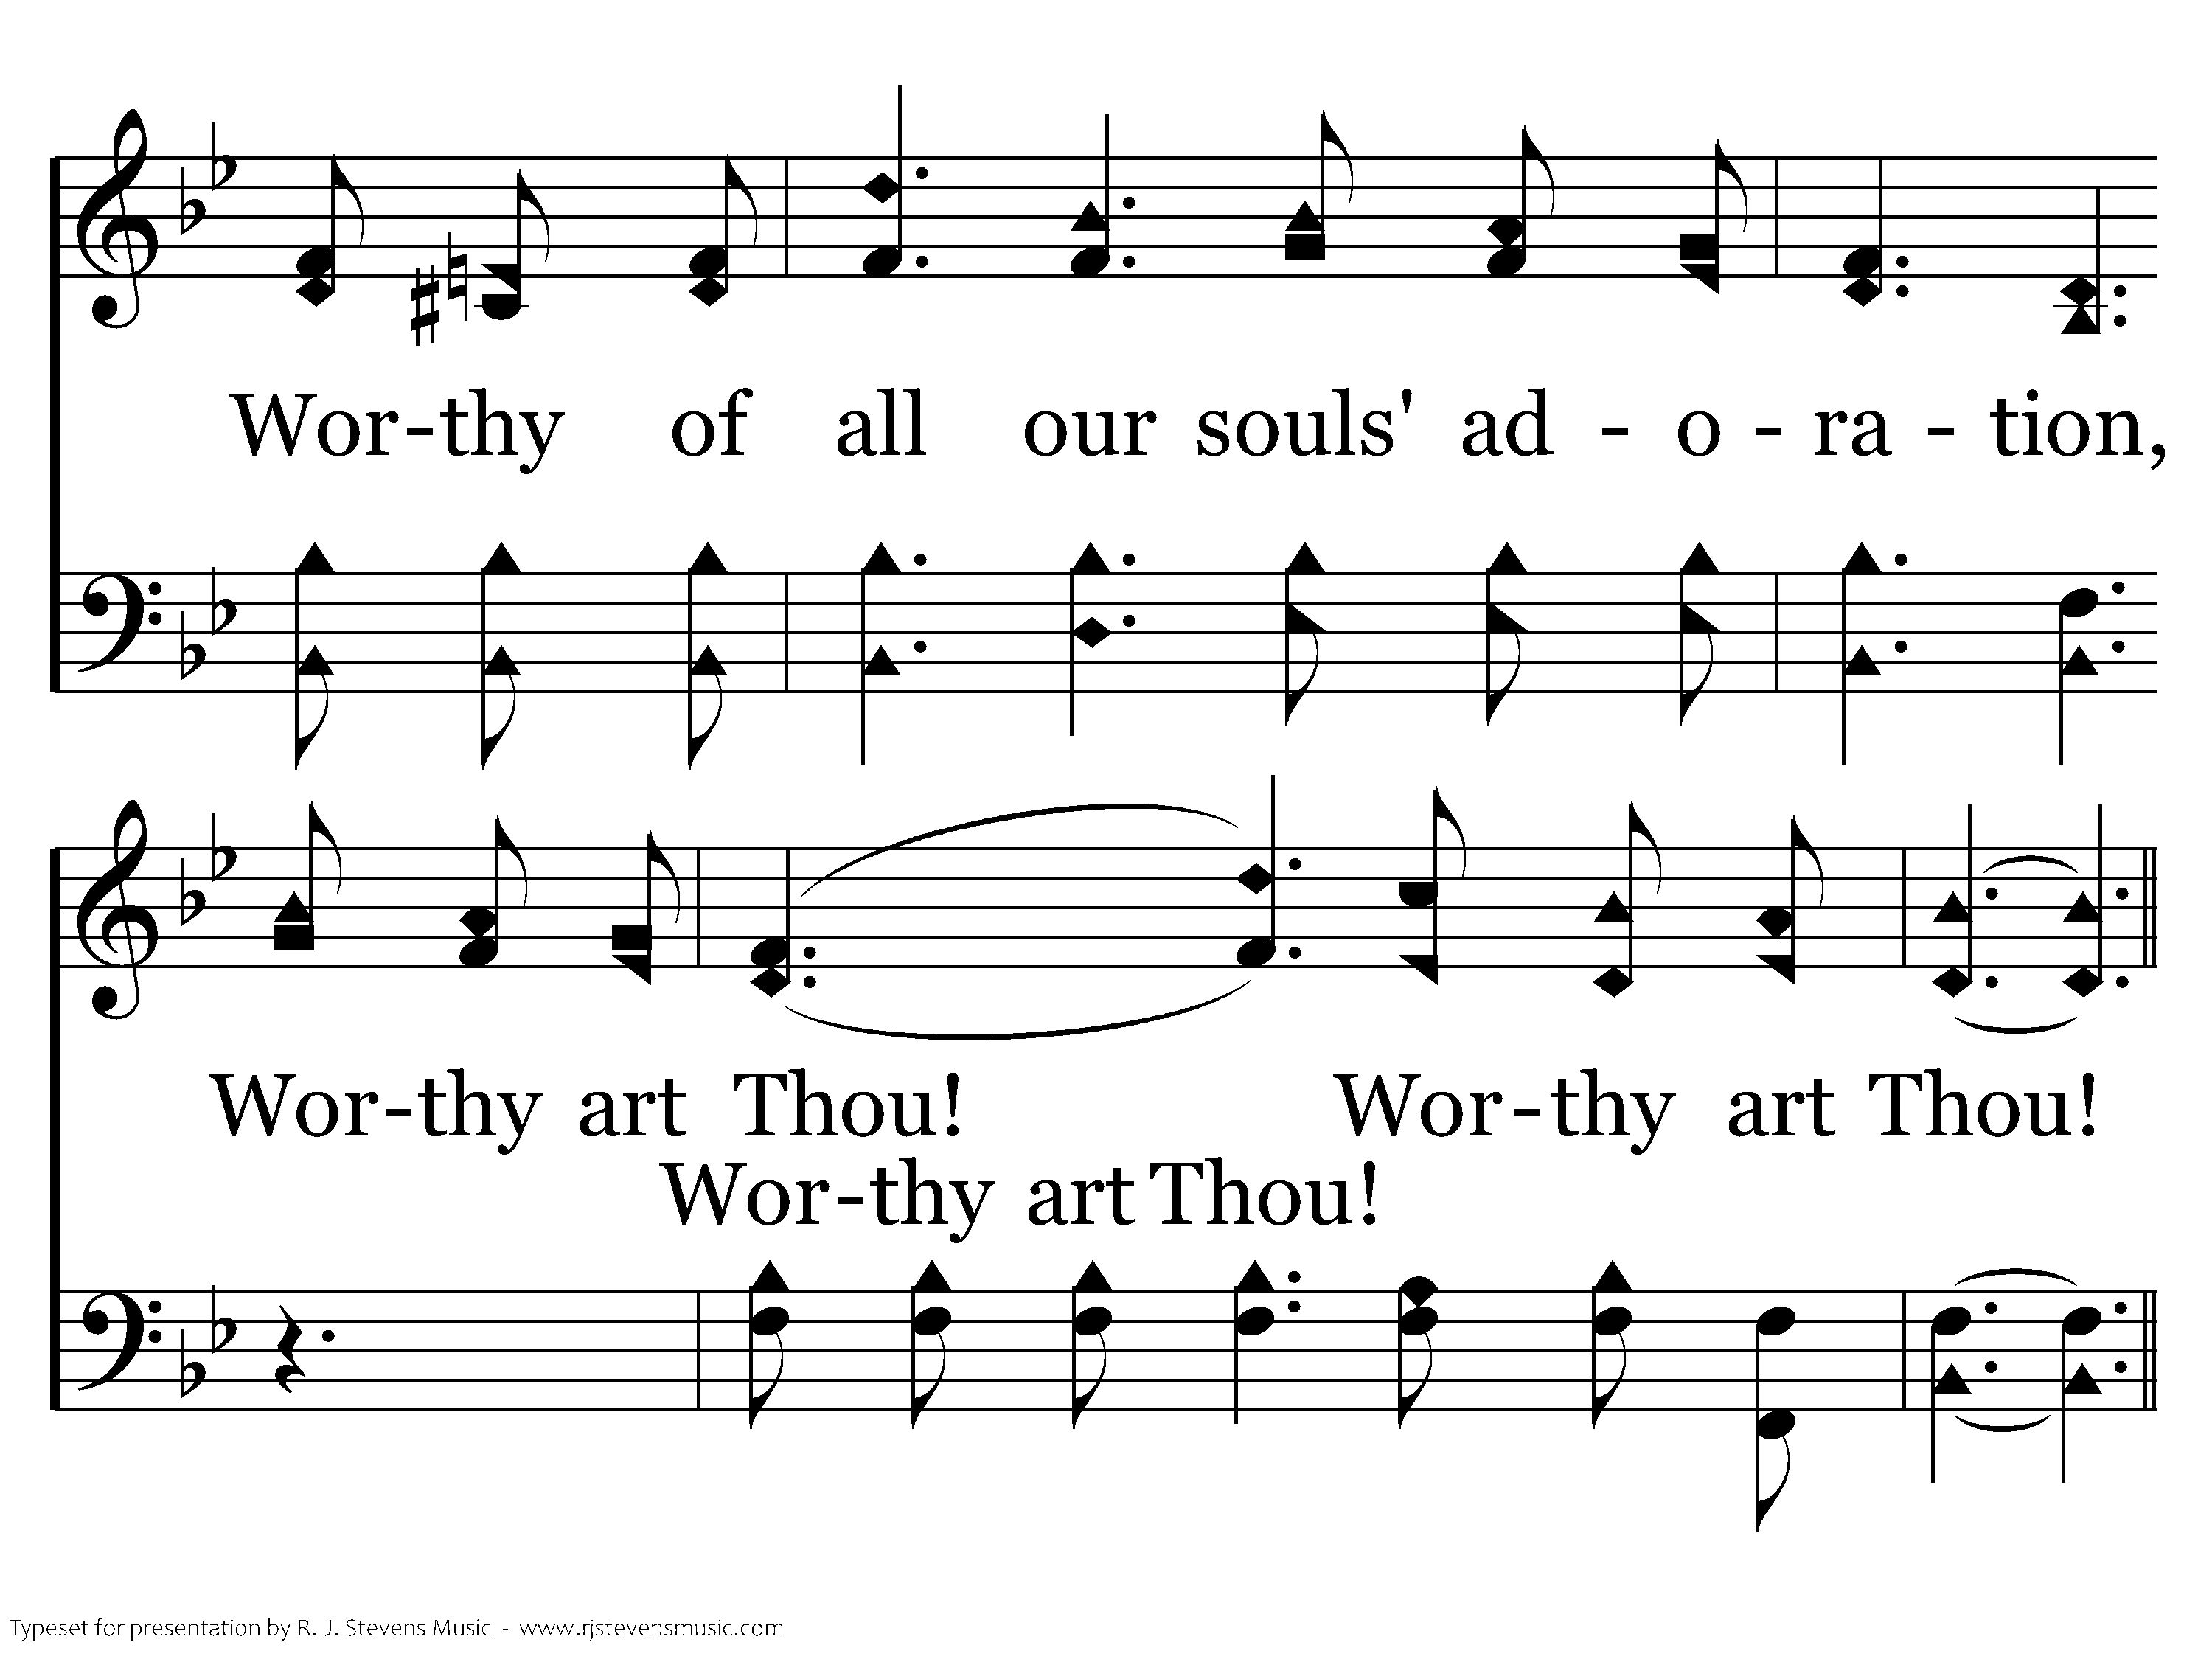 Wor-thy of all our souls' ad - o - ra - tion,
Wor-thy art Thou! Wor-thy art Thou!
Wor-thy art Thou!
Typeset for presentation by R. J. Stevens Music - www.rjstevensmusic.com